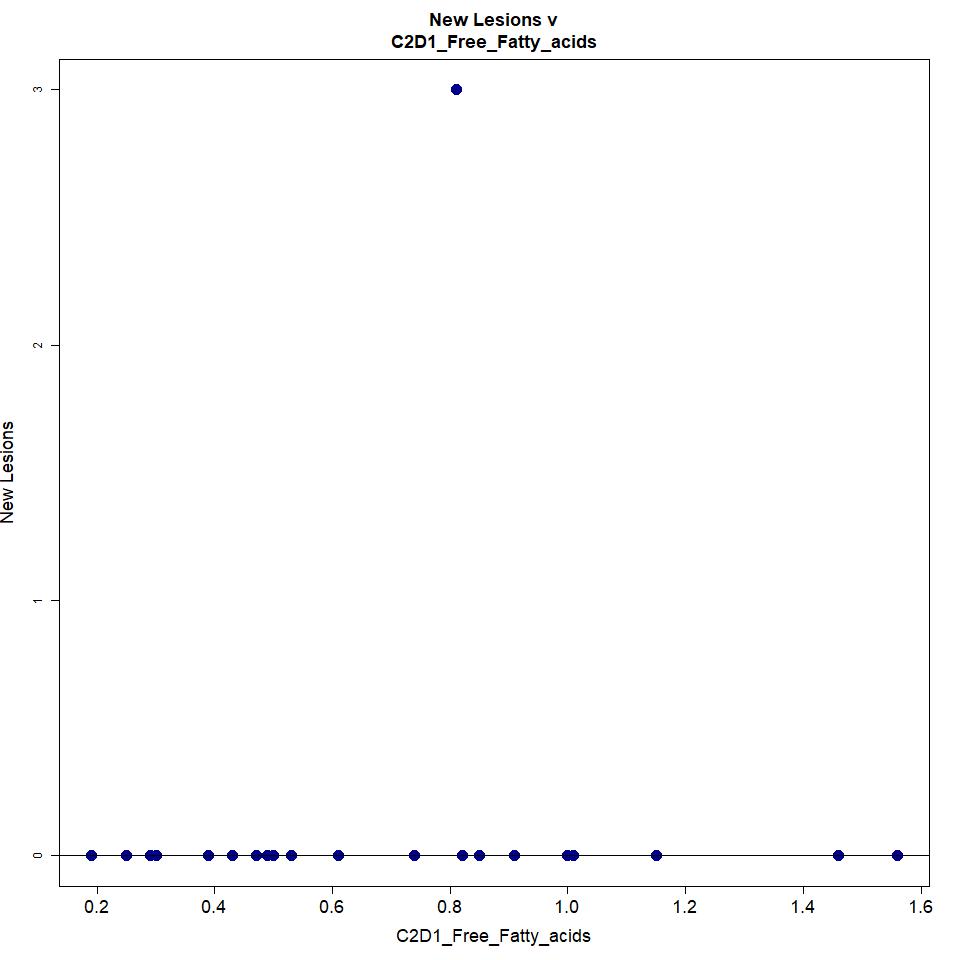 New Lesions v
C2D1_Free_Fatty_acids
3
2
1
0
New Lesions
0.2 0.4 0.6 0.8 1.0 1.2 1.4 1.6
C2D1_Free_Fatty_acids